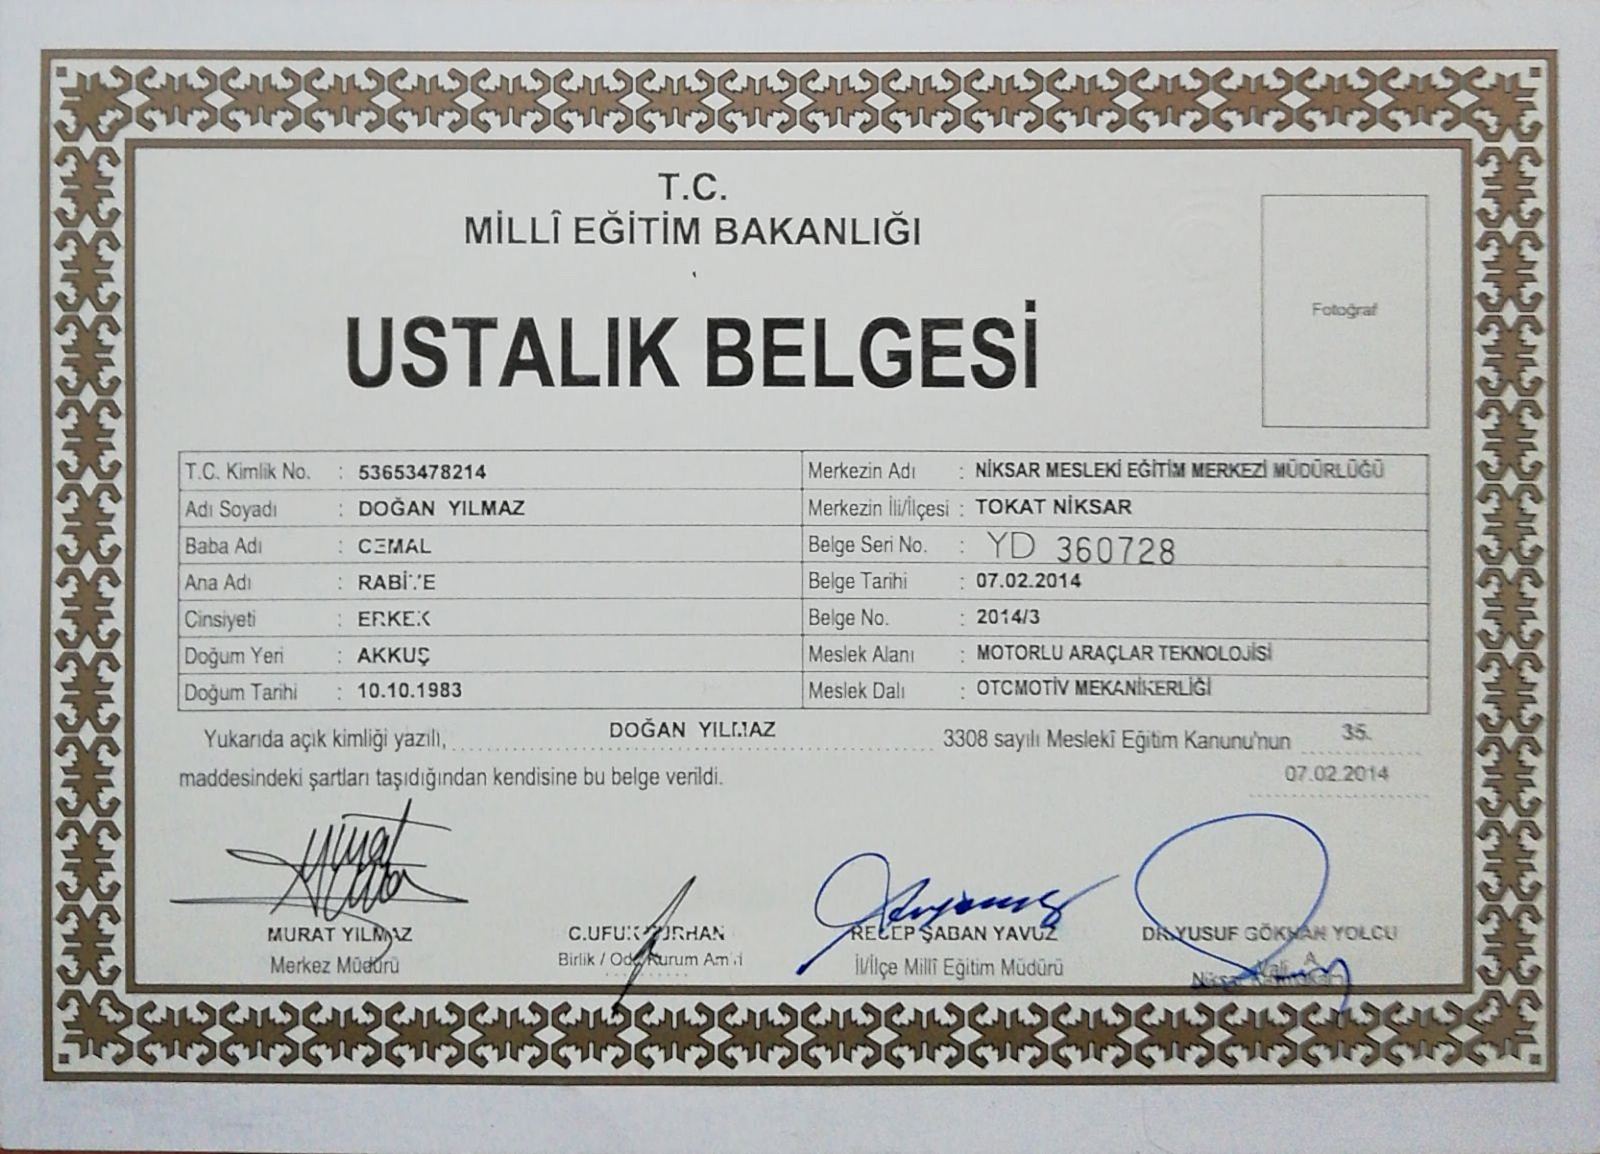 T.C.
MİLLÎ EĞİTİM BAKANLIĞI
USTALIK BELGESİ
Fotoğraf
T.C. Kimlik No. : 53653478214
Adı Soyadı : DOĞAN YILMAZ
Baba Adı : CEMAL
Ana Adı : RABİYE
Cinsiyeti : ERKEK
Doğum Yeri : AKKUŞ
Doğum Tarihi : 10.10.1983
Merkezin Adı : NİKSAR MESLEKİ EĞİTİM MERKEZİ MÜDÜRLÜĞÜ
Merkezin İli/İlçesi : TOKAT NİKSAR
Belge Seri No. : YD 360728
Belge Tarihi : 07.02.2014
Belge No. : 2014/3
Meslek Alanı : MOTORLU ARAÇLAR TEKNOLOJİSİ
Meslek Dalı : OTOMOTİV MEKANİKERLİĞİ
Yukarıda açık kimliği yazılı, DOĞAN YILMAZ 3308 sayılı Meslekî Eğitim Kanunu'nun 35.
maddesindeki şartları taşıdığından kendisine bu belge verildi. 07.02.2014
MURAT YILMAZ
Merkez Müdürü
C.UFUK TURHAN
Birlik / Oda Kurum Amiri
RECEP ŞABAN YAVUZ
İl/İlçe Millî Eğitim Müdürü
DR.YUSUF GÖKHAN YOLCU
Vali A.